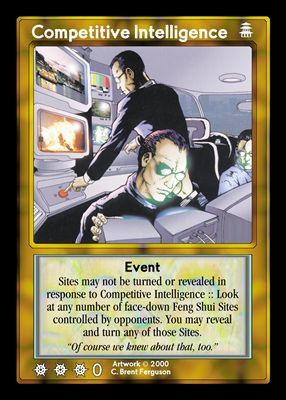 Competitive Intelligence
Event
Sites may not be turned or revealed in
response to Competitive Intelligence :: Look
at any number of face-down Feng Shui Sites
controlled by opponents. You may reveal
and turn any of those Sites.
"Of course we knew about that, too."
Artwork © 2000
C. Brent Ferguson
0